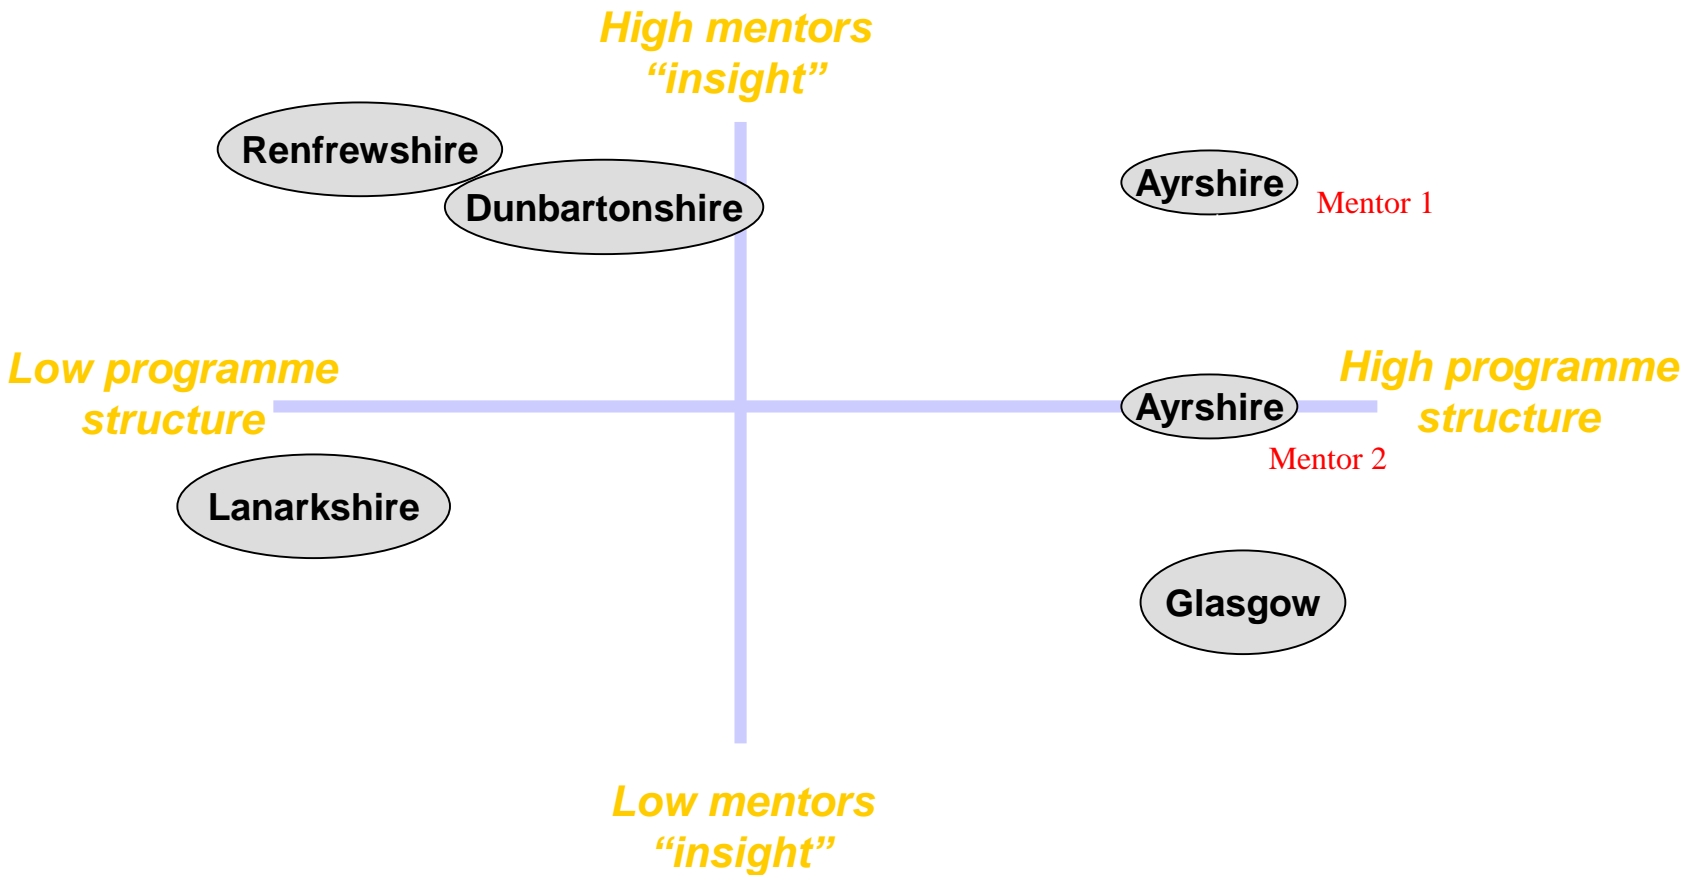 High mentors
“insight”
Renfrewshire
Dunbartonshire
Ayrshire
Mentor 1
Low programme
structure
High programme
structure
Ayrshire
Mentor 2
Lanarkshire
Glasgow
Low mentors
“insight”